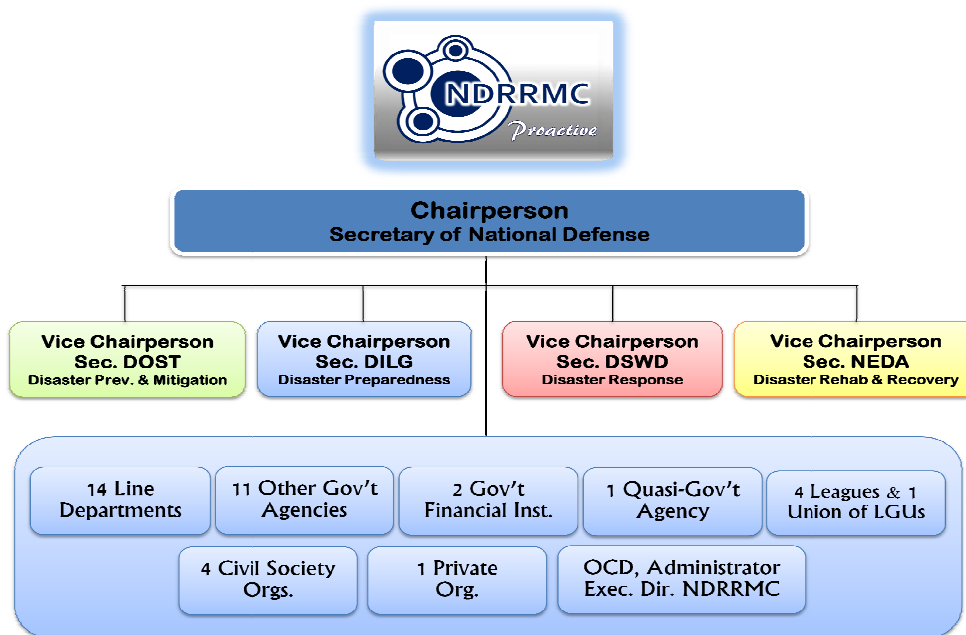 NDRRMC
Proactive
Chairperson
Secretary of National Defense
Vice Chairperson
Sec. DOST
Disaster Prev. & Mitigation
Vice Chairperson
Sec. DILG
Disaster Preparedness
Vice Chairperson
Sec. DSWD
Disaster Response
Vice Chairperson
Sec. NEDA
Disaster Rehab & Recovery
14 Line
Departments
11 Other Gov't
Agencies
2 Gov't
Financial Inst.
1 Quasi-Gov't
Agency
4 Leagues & 1
Union of LGUs
4 Civil Society
Orgs.
1 Private
Org.
OCD, Administrator
Exec. Dir. NDRRMC